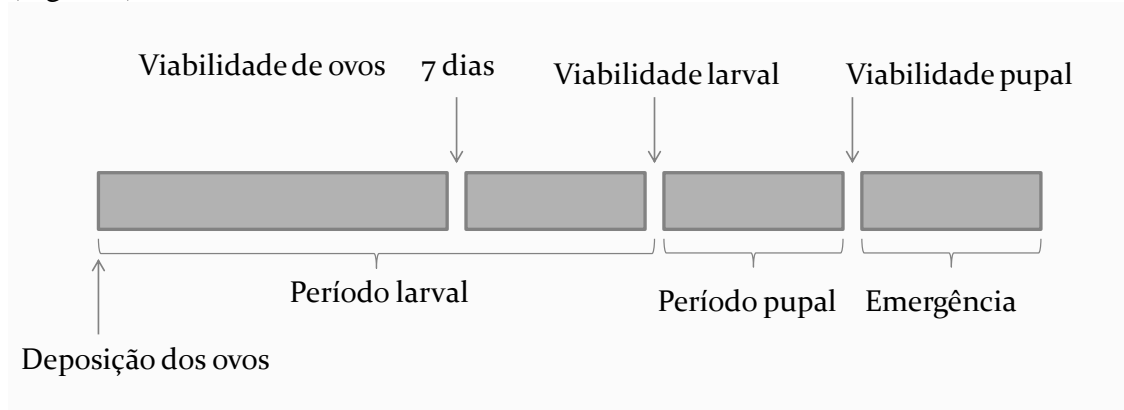 Viabilidade de ovos
7 dias
Viabilidade larval
Viabilidade pupal
Período larval
Período pupal
Emergência
Deposição dos ovos